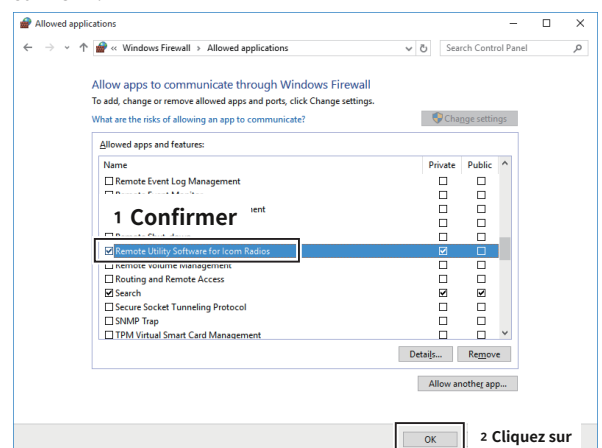 Allowed applications
Windows Firewall > Allowed applications
Search Control Panel
Allow apps to communicate through Windows Firewall
To add, change or remove allowed apps and ports, click Change settings.
What are the risks of allowing an app to communicate?
Change settings
Allowed apps and features:
Name Private Public
Remote Event Log Management
1 Confirmer
Remote Utility Software for Icom Radios
Remote Volume Management
Routing and Remote Access
Search
Secure Socket Tunneling Protocol
SNMP Trap
TPM Virtual Smart Card Management
Details... Remove
Allow another app...
OK
2 Cliquez sur